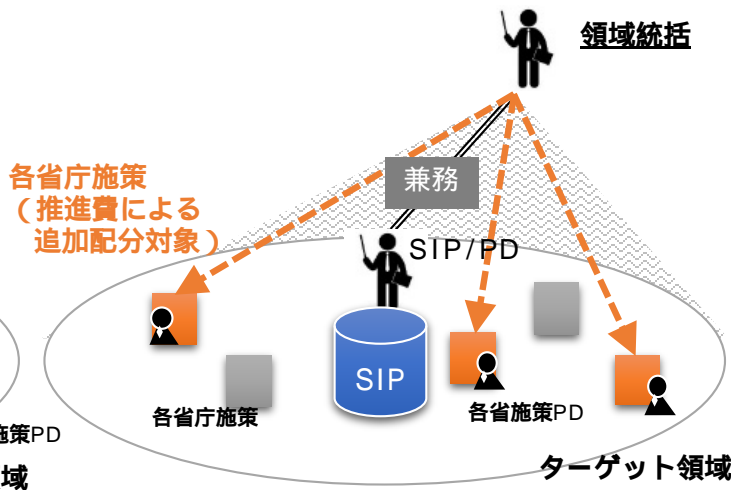 領域統括
各省庁施策
（推進費による
追加配分対象）
兼務
SIP/PD
SIP
各省庁施策
各省施策PD
施策PD
域
ターゲット領域